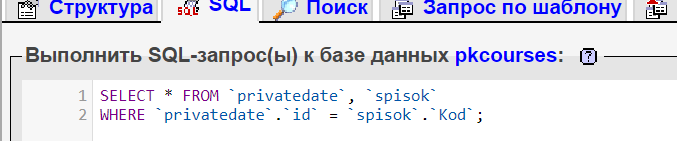 Структура SQL Поиск Запрос по шаблону
Выполнить SQL-запрос(ы) к базе данных pkcourses:
1 SELECT * FROM `privatedate`, `spisok`
2 WHERE `privatedate`.`id` = `spisok`.`Kod`;